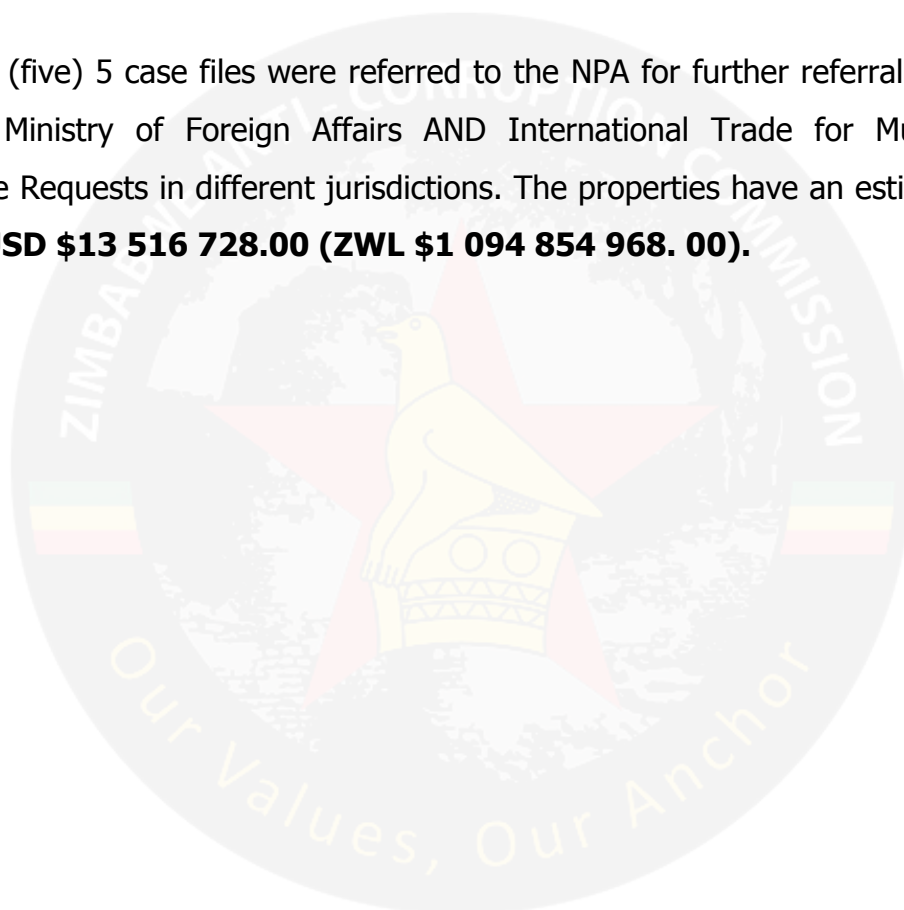 (five) 5 case files were referred to the NPA for further referral
Ministry of Foreign Affairs AND International Trade for Mu
e Requests in different jurisdictions. The properties have an esti
SD $13 516 728.00 (ZWL $1 094 854 968. 00).
ZIMBABWE ANTI - CORRUPTION COMMISSION
Our Values, Our Anchor